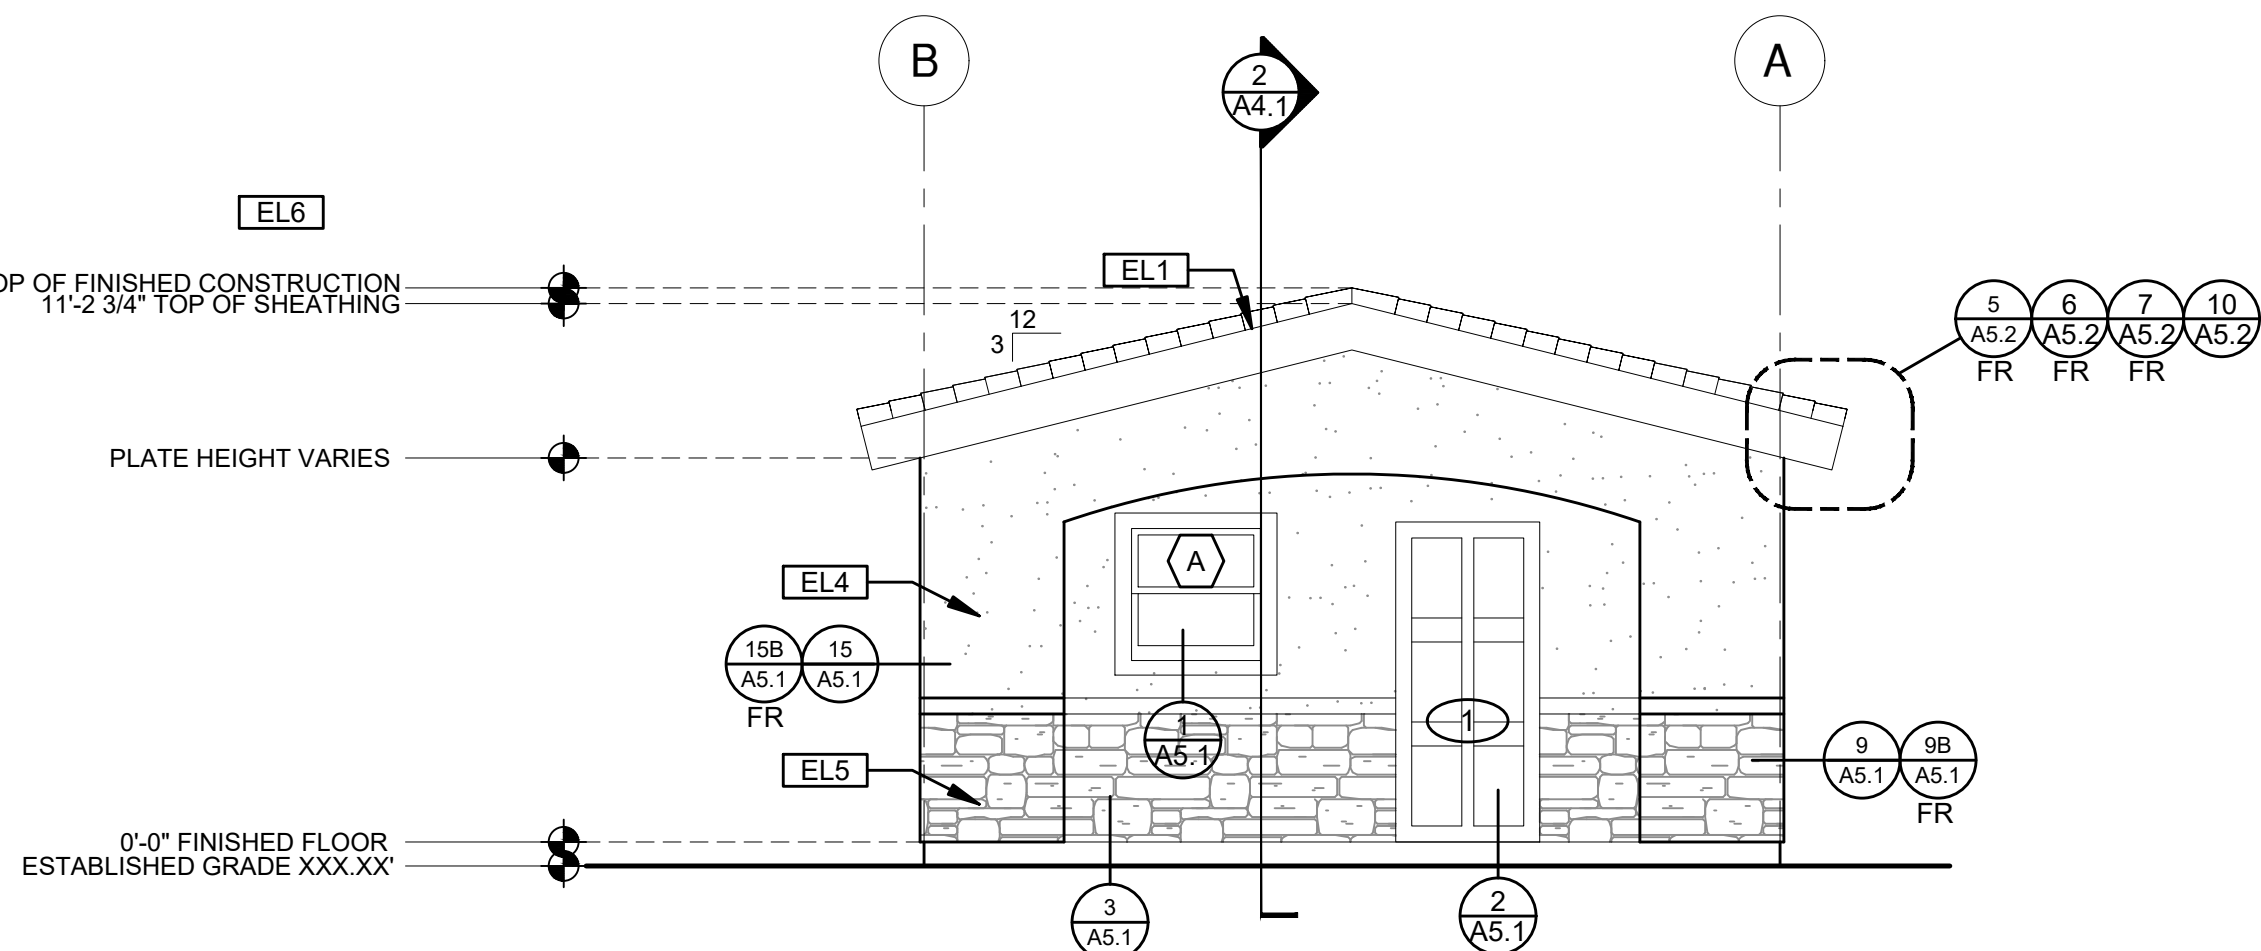 B
A
2
A4.1
EL6
EL1
OP OF FINISHED CONSTRUCTION
11'-2 3/4" TOP OF SHEATHING
12
3
5
A5.2
FR
6
A5.2
FR
7
A5.2
FR
10
A5.2
PLATE HEIGHT VARIES
A
EL4
15B
A5.1
FR
15
A5.1
1
A5.1
1
EL5
9
A5.1
9B
A5.1
FR
0'-0" FINISHED FLOOR
ESTABLISHED GRADE XXX.XX'
3
A5.1
2
A5.1